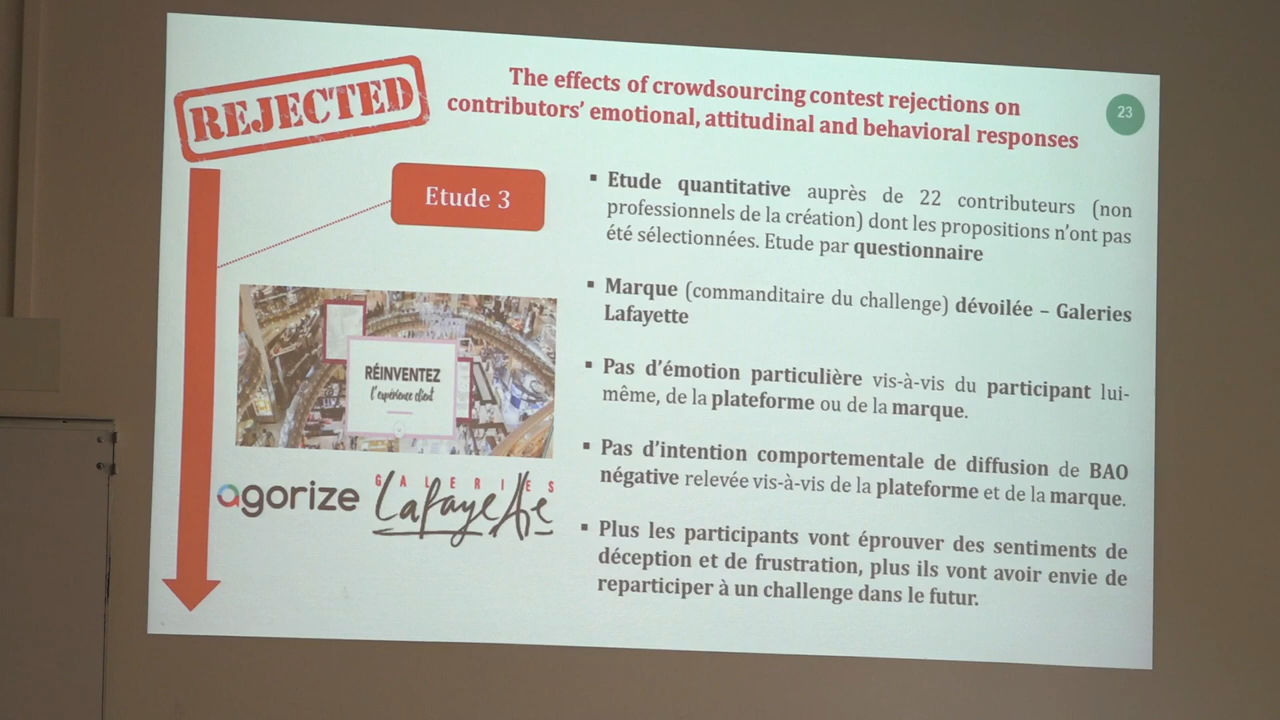 REJECTED
The effects of crowdsourcing contest rejections on
contributors' emotional, attitudinal and behavioral responses
23
Etude 3
▪ Etude quantitative auprès de 22 contributeurs (non
professionnels de la création) dont les propositions n'ont pas
été sélectionnées. Etude par questionnaire
▪ Marque (commanditaire du challenge) dévoilée – Galeries
Lafayette
▪ Pas d'émotion particulière vis-à-vis du participant lui-
même, de la plateforme ou de la marque.
▪ Pas d'intention comportementale de diffusion de BAO
négative relevée vis-à-vis de la plateforme et de la marque.
▪ Plus les participants vont éprouver des sentiments de
déception et de frustration, plus ils vont avoir envie de
reparticiper à un challenge dans le futur.
RÉINVENTEZ
l'expérience client
agorize
GALERIES
Lafayette